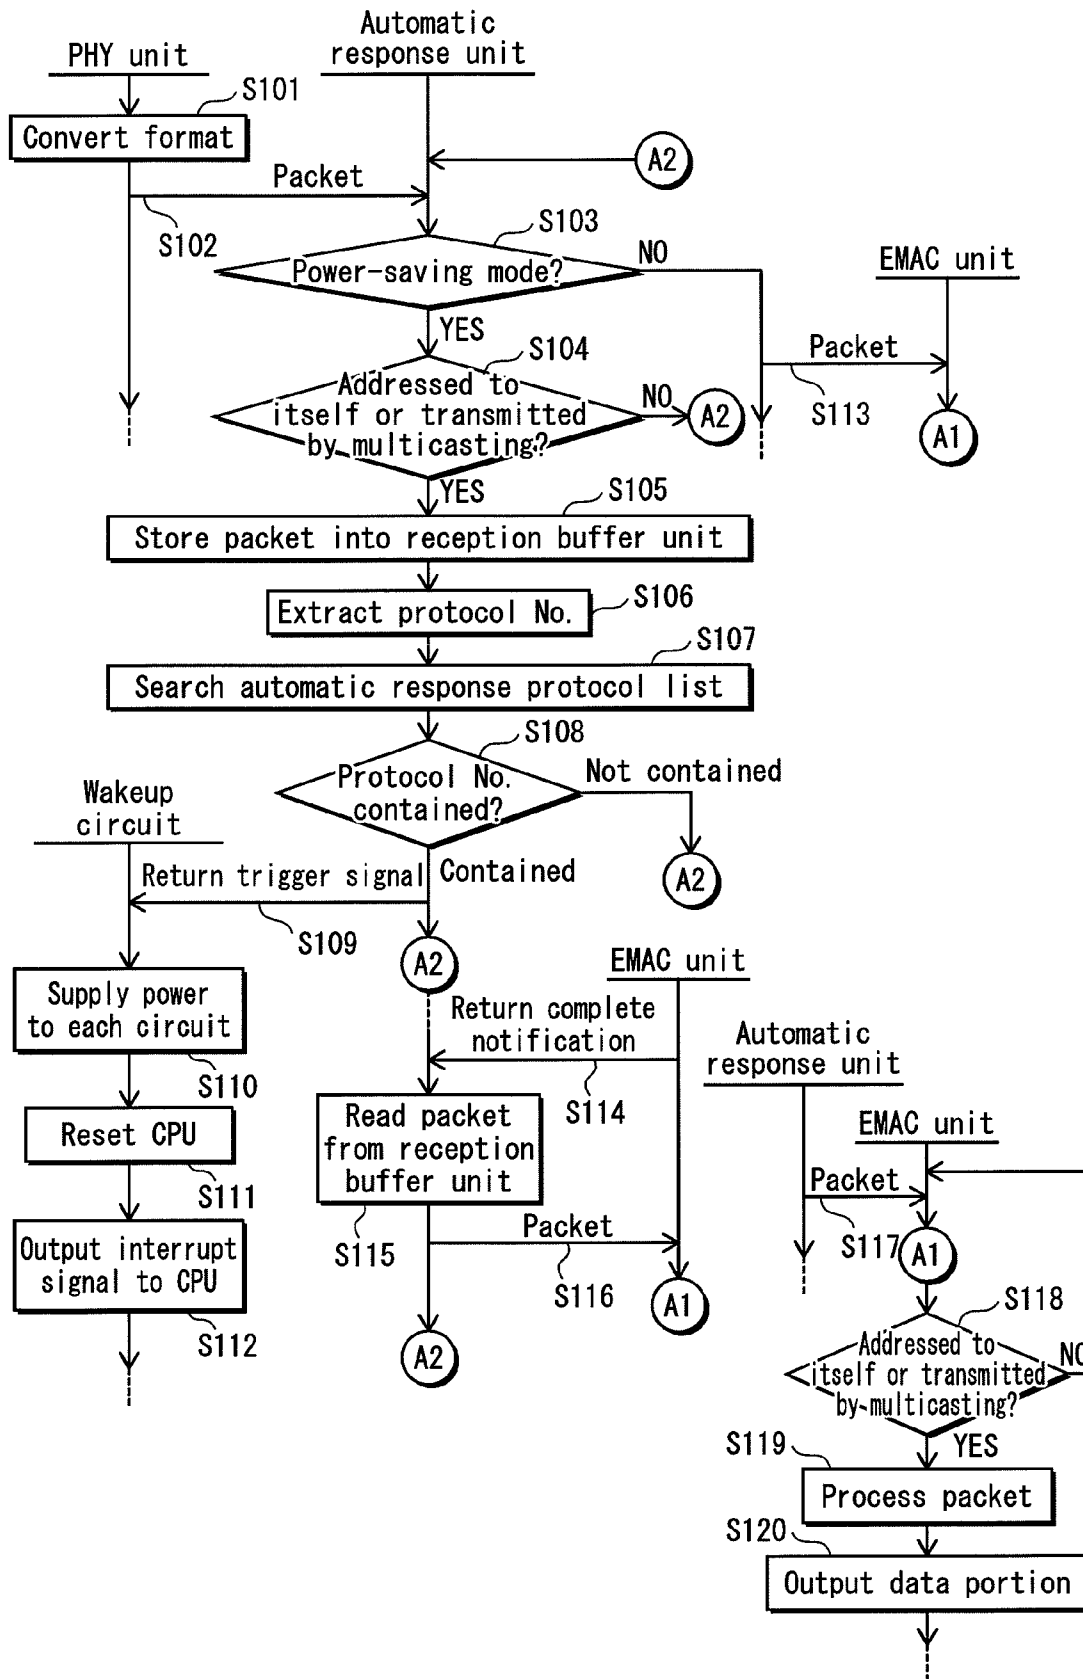 PHY unit
Automatic
response unit
S101
Convert format
A2
Packet
S102
S103
Power-saving mode?
NO
EMAC unit
YES
S104
Packet
Addressed to
itself or transmitted
by multicasting?
NO
A2
S113
A1
YES
S105
Store packet into reception buffer unit
Extract protocol No.
S106
S107
Search automatic response protocol list
S108
Protocol No.
contained?
Not contained
Wakeup
circuit
Return trigger signal
Contained
A2
S109
A2
EMAC unit
Supply power
to each circuit
Return complete
notification
Automatic
response unit
S110
S114
Reset CPU
Read packet
from reception
buffer unit
EMAC unit
S111
Packet
Output interrupt
signal to CPU
S115
Packet
S117
A1
S116
A1
S112
A2
S118
Addressed to
itself or transmitted
by-multicasting?
NO
YES
S119
Process packet
S120
Output data portion